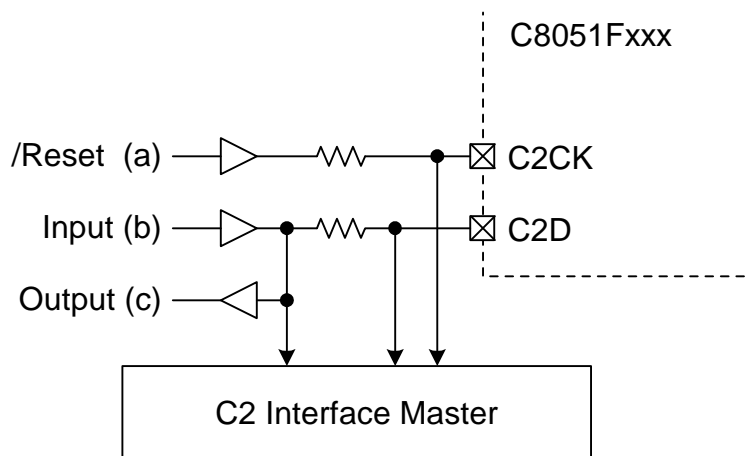 C8051Fxxx
/Reset (a)
C2CK
Input (b)
C2D
Output (c)
C2 Interface Master